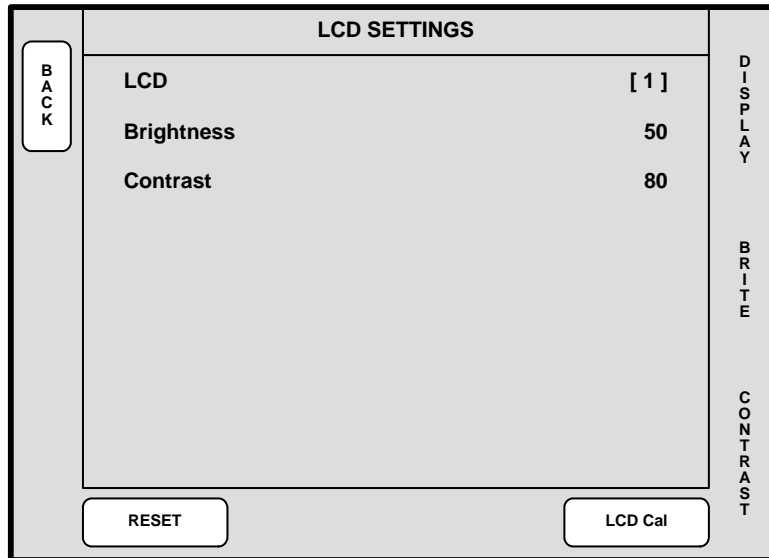 LCD SETTINGS
BACK
LCD [ 1 ]
Brightness 50
Contrast 80
DISPLAY
BRITE
CONTRAST
RESET
LCD Cal